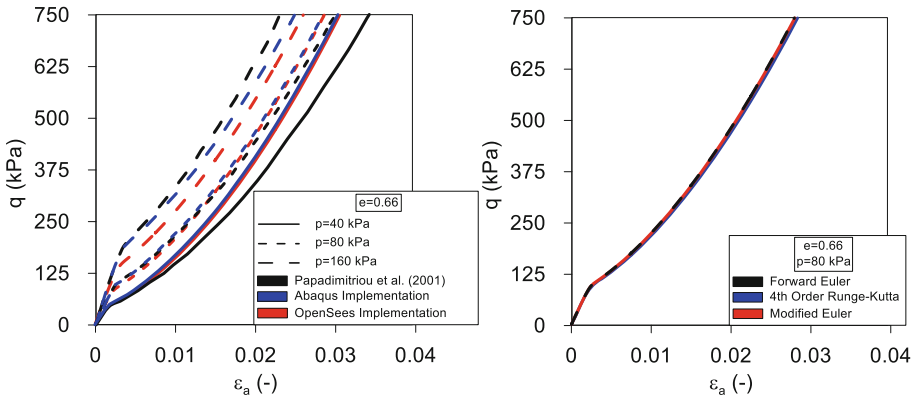 750
625
500
375
250
125
0
q (kPa)
0
0.01
0.02
0.03
0.04
εa (-)
e=0.66
p=40 kPa
p=80 kPa
p=160 kPa
Papadimitriou et al. (2001)
Abaqus Implementation
OpenSees Implementation
750
625
500
375
250
125
0
q (kPa)
0
0.01
0.02
0.03
0.04
εa (-)
e=0.66
p=80 kPa
Forward Euler
4th Order Runge-Kutta
Modified Euler